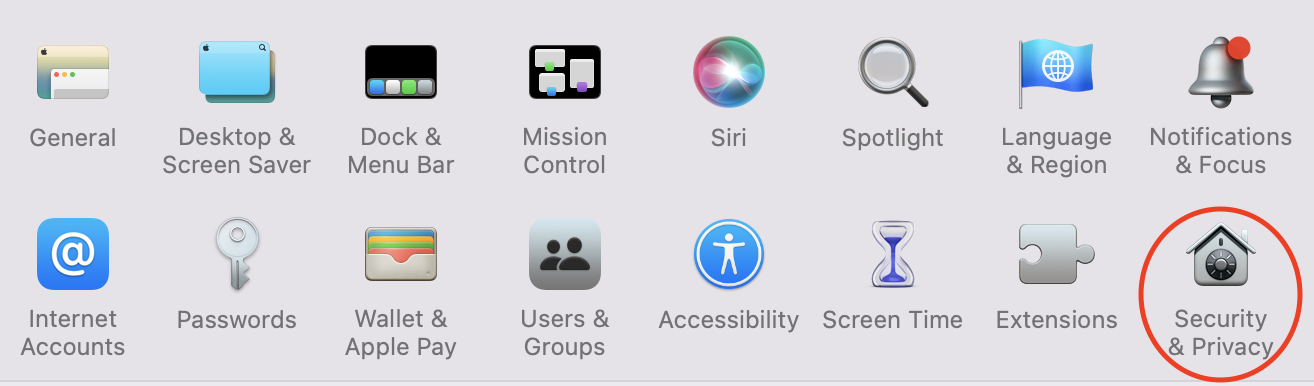 General
Desktop &
Screen Saver
Dock &
Menu Bar
Mission
Control
Siri
Spotlight
Language
& Region
Notifications
& Focus
Internet
Accounts
Passwords
Wallet &
Apple Pay
Users &
Groups
Accessibility
Screen Time
Extensions
Security
& Privacy